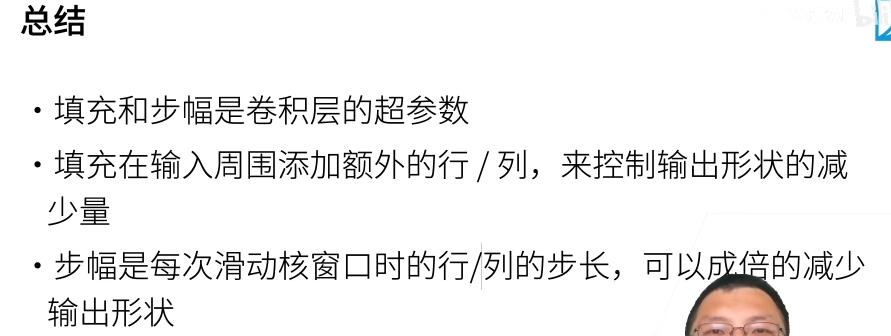 总结
・填充和步幅是卷积层的超参数
・填充在输入周围添加额外的行 / 列，来控制输出形状的减
少量
・步幅是每次滑动核窗口时的行/列的步长，可以成倍的减少
输出形状